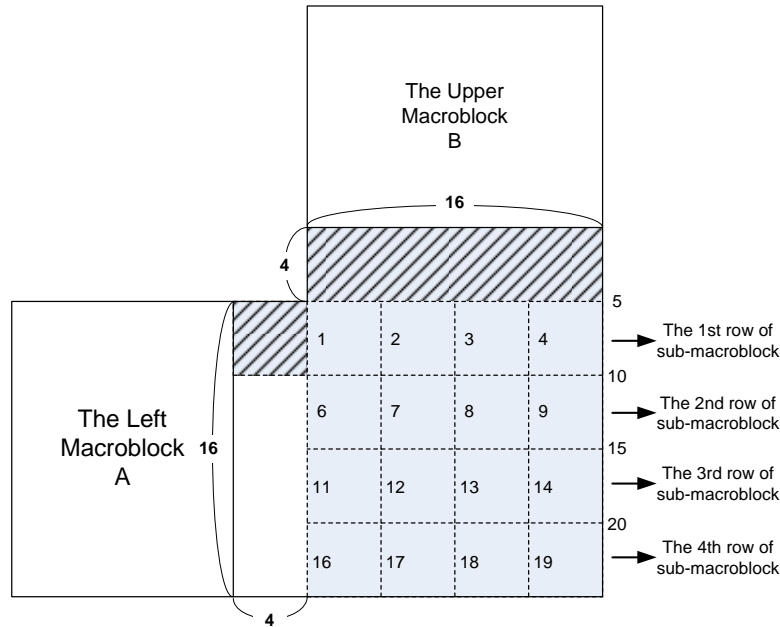 The Upper
Macroblock
B
16
4
5
1 2 3 4
The 1st row of
sub-macroblock
10
The Left
Macroblock
A
16
6 7 8 9
The 2nd row of
sub-macroblock
15
11 12 13 14
The 3rd row of
sub-macroblock
20
16 17 18 19
The 4th row of
sub-macroblock
4